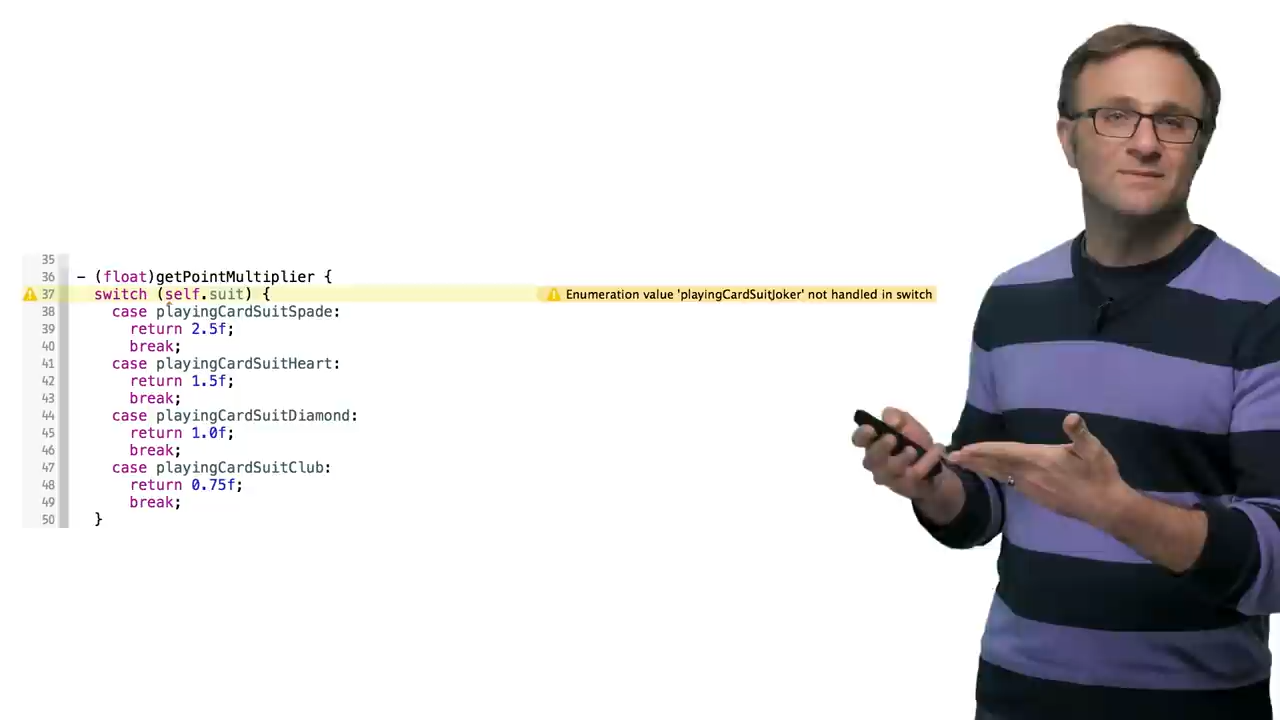 35
36 - (float)getPointMultiplier {
37 switch (self.suit) { Enumeration value 'playingCardSuitJoker' not handled in switch
38 case playingCardSuitSpade:
39 return 2.5f;
40 break;
41 case playingCardSuitHeart:
42 return 1.5f;
43 break;
44 case playingCardSuitDiamond:
45 return 1.0f;
46 break;
47 case playingCardSuitClub:
48 return 0.75f;
49 break;
50 }